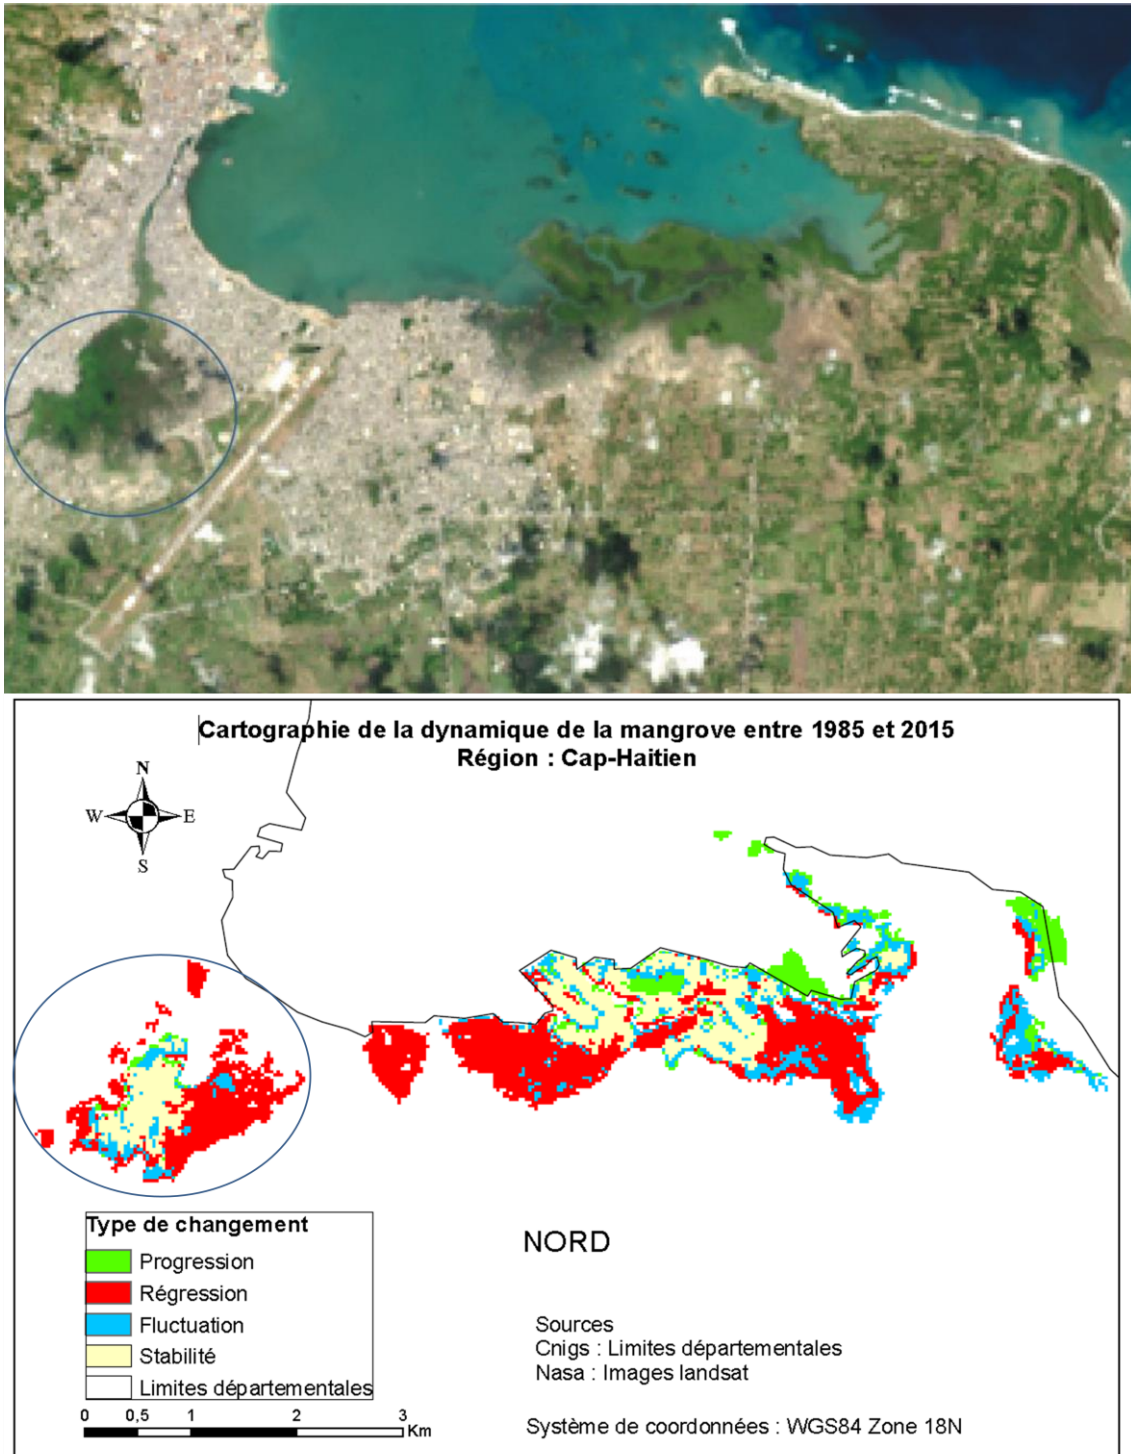 Cartographie de la dynamique de la mangrove entre 1985 et 2015
Région : Cap-Haitien
N
W E
S
Type de changement
Progression
Régression
Fluctuation
Stabilité
Limites départementales
0 0,5 1 2 3
Km
NORD
Sources
Cnigs : Limites départementales
Nasa : Images landsat
Système de coordonnées : WGS84 Zone 18N